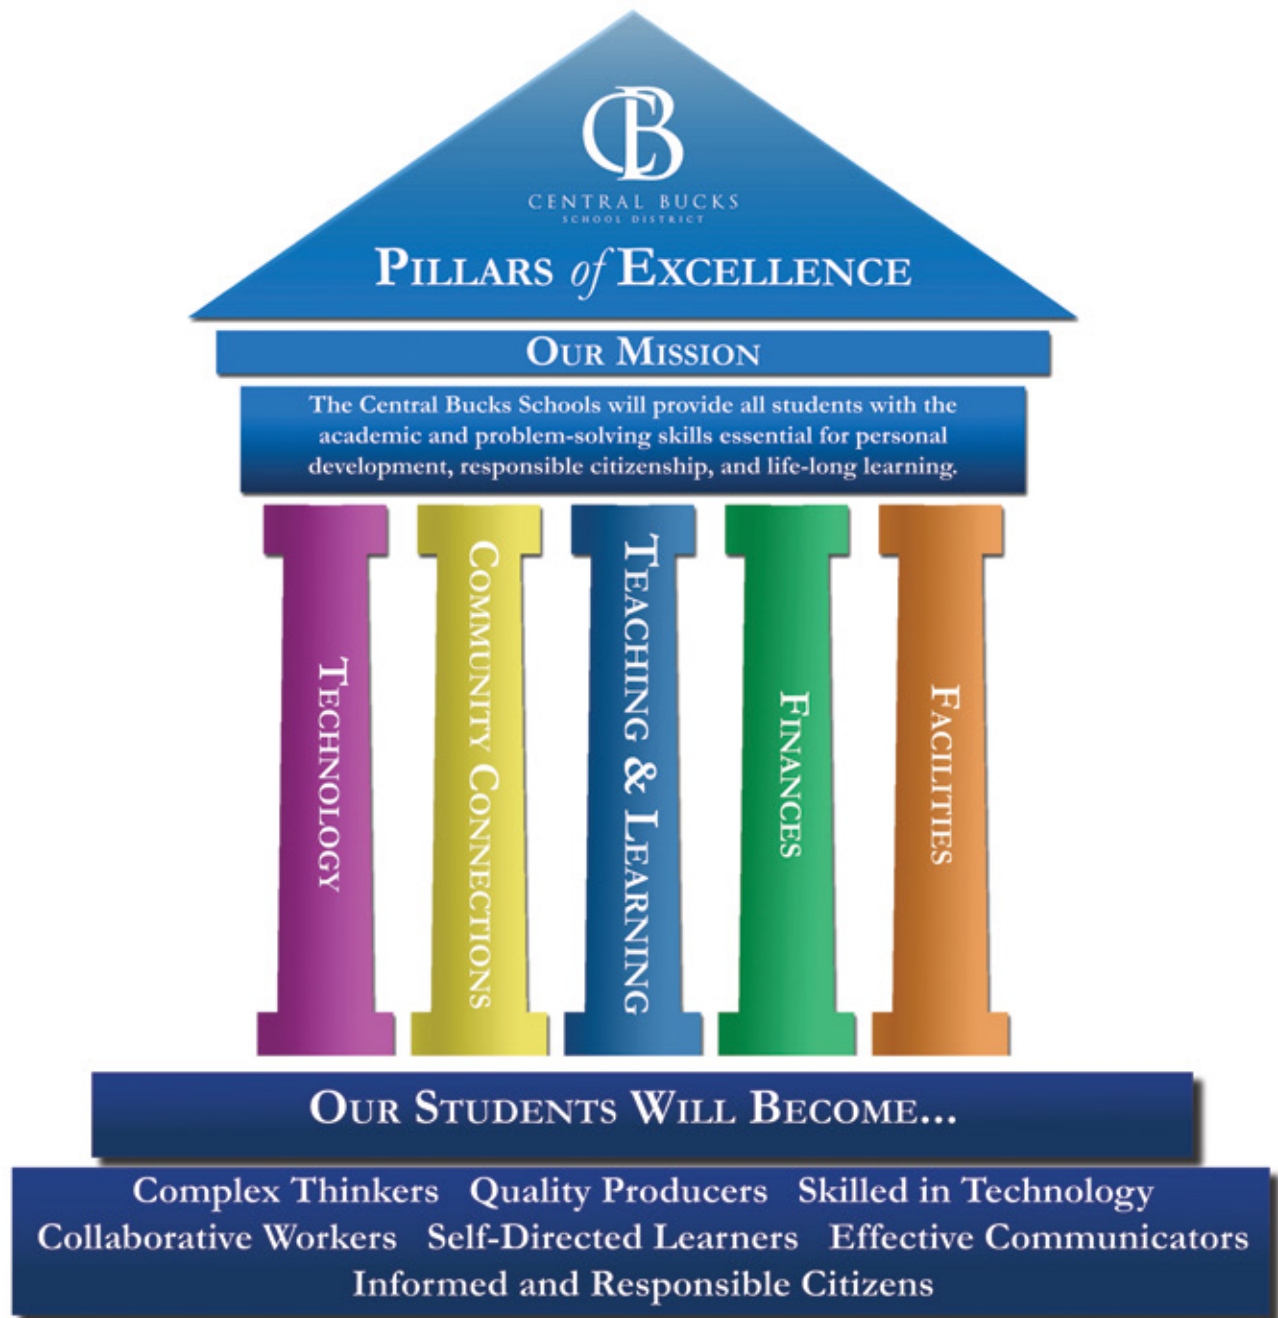 CB
CENTRAL BUCKS
SCHOOL DISTRICT
PILLARS of EXCELLENCE
OUR MISSION
The Central Bucks Schools will provide all students with the
academic and problem-solving skills essential for personal
development, responsible citizenship, and life-long learning.
TECHNOLOGY
COMMUNITY CONNECTIONS
TEACHING & LEARNING
FINANCES
FACILITIES
OUR STUDENTS WILL BECOME...
Complex Thinkers Quality Producers Skilled in Technology
Collaborative Workers Self-Directed Learners Effective Communicators
Informed and Responsible Citizens